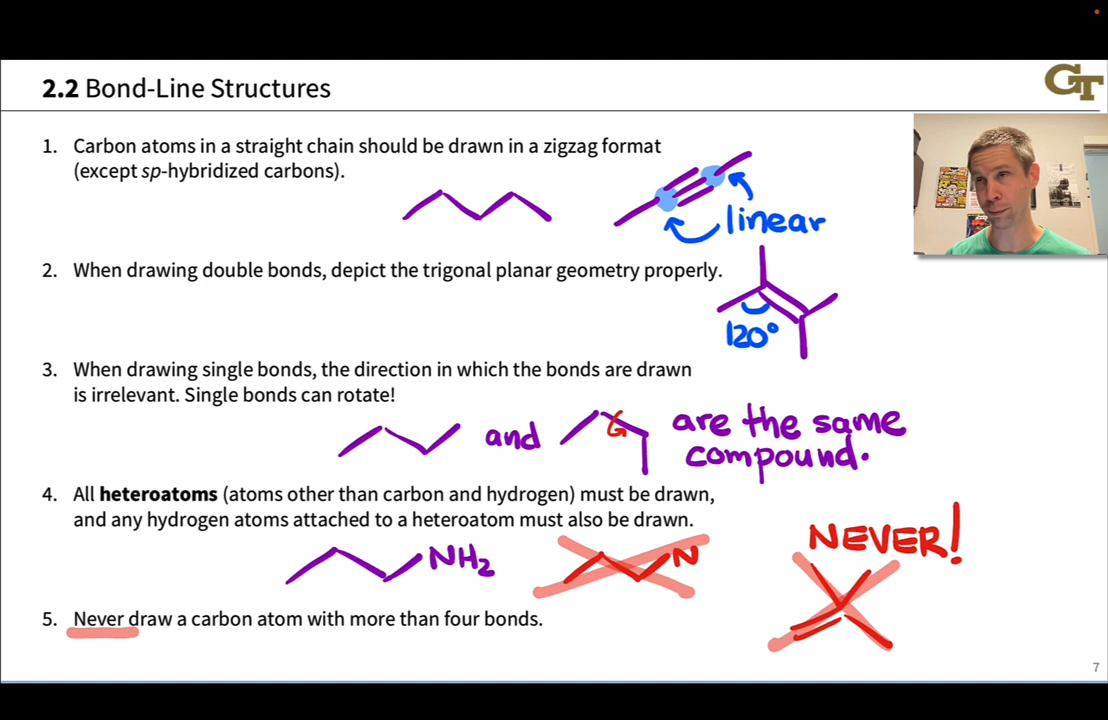 2.2 Bond-Line Structures
GT
1. Carbon atoms in a straight chain should be drawn in a zigzag format
(except sp-hybridized carbons).
linear
2. When drawing double bonds, depict the trigonal planar geometry properly.
120°
3. When drawing single bonds, the direction in which the bonds are drawn
is irrelevant. Single bonds can rotate!
and are the same
compound.
4. All heteroatoms (atoms other than carbon and hydrogen) must be drawn,
and any hydrogen atoms attached to a heteroatom must also be drawn.
NEVER!
NH₂ N
5. Never draw a carbon atom with more than four bonds.
7